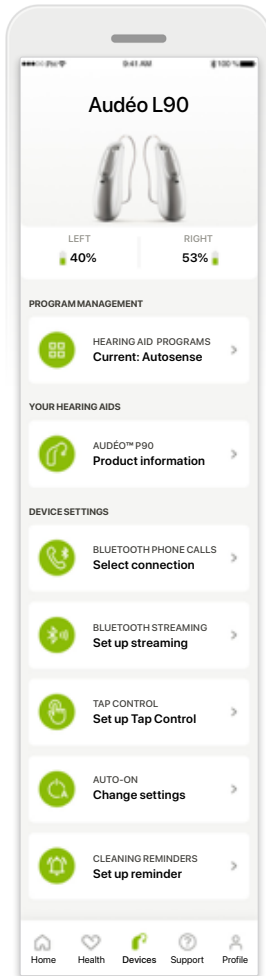 9:41 AM
100 %
Audéo L90
LEFT RIGHT
40% 53%
PROGRAM MANAGEMENT
HEARING AID PROGRAMS
Current: Autosense
YOUR HEARING AIDS
AUDÉO™ P90
Product information
DEVICE SETTINGS
BLUETOOTH PHONE CALLS
Select connection
BLUETOOTH STREAMING
Set up streaming
TAP CONTROL
Set up Tap Control
AUTO-ON
Change settings
CLEANING REMINDERS
Set up reminder
Home Health Devices Support Profile